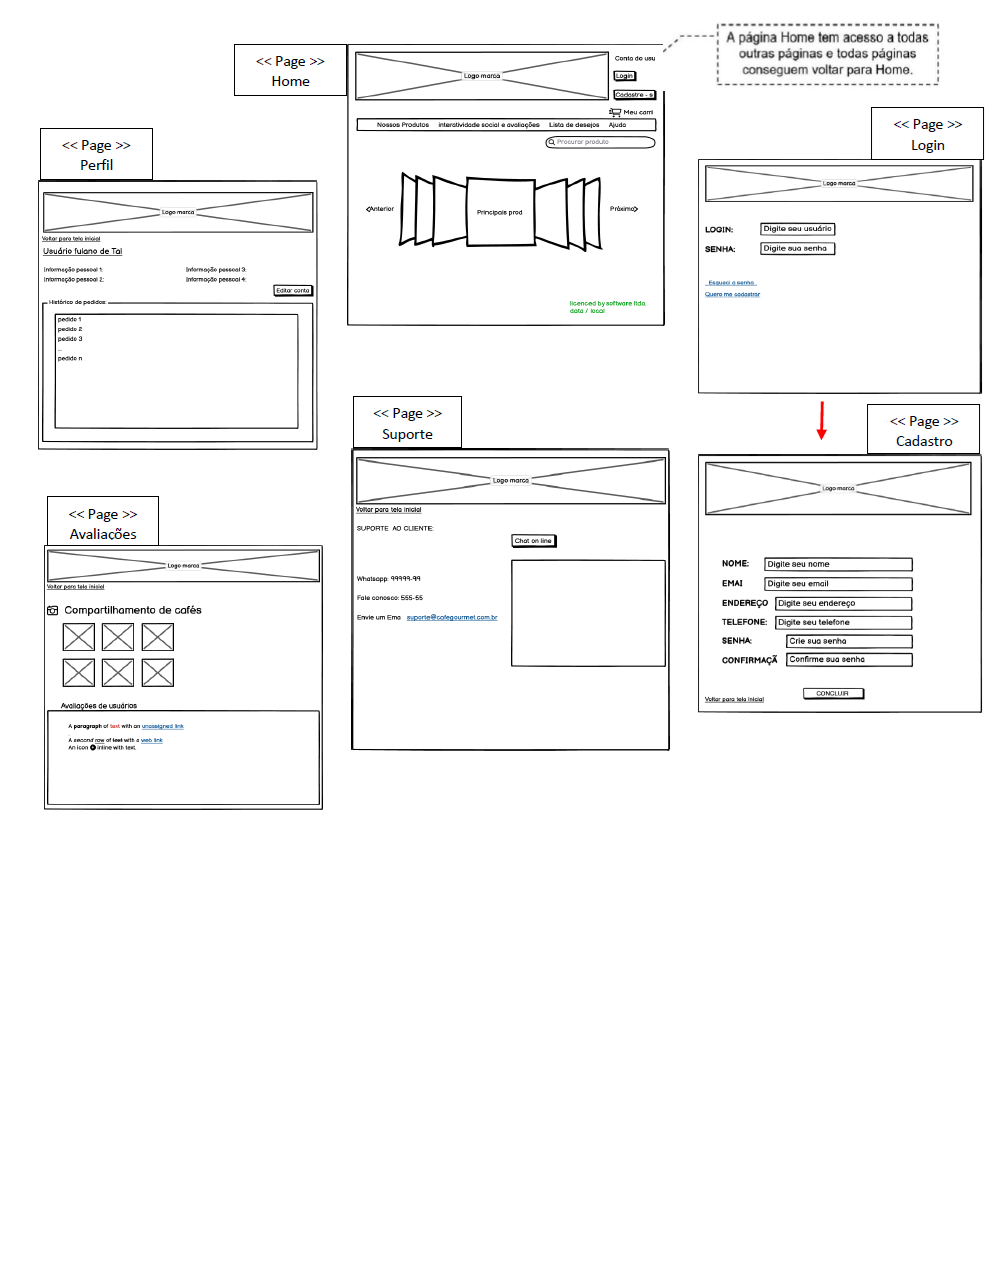 A página Home tem acesso a todas
outras páginas e todas páginas
conseguem voltar para Home.
<< Page >>
Home
Logo marca
Conta de usu
Login
Cadastre - s
Meu carri
Nossos Produtos interatividade social e avaliações Lista de desejos Ajuda
Procurar produto
Anterior
Principais prod
Próximo
licenced by software ltda.
data / local
<< Page >>
Login
Logo marca
LOGIN: Digite seu usuário
SENHA: Digite sua senha
Esqueci a senha
Quero me cadastrar
<< Page >>
Perfil
Logo marca
Voltar para tela inicial
Usuário fulano de Tal
Informação pessoal 1: Informação pessoal 3:
Informação pessoal 2: Informação pessoal 4:
Editar conta
Histórico de pedidos:
pedido 1
pedido 2
pedido 3
...
pedido n
<< Page >>
Suporte
Logo marca
Voltar para tela inicial
SUPORTE AO CLIENTE:
Chat on line
Whatsapp: 99999-99
Fale conosco: 555-55
Envie um Ema suporte@cafegourmet.com.br
<< Page >>
Cadastro
Logo marca
NOME: Digite seu nome
EMAI Digite seu email
ENDEREÇO Digite seu endereço
TELEFONE: Digite seu telefone
SENHA: Crie sua senha
CONFIRMAÇÃ Confirme sua senha
CONCLUIR
Voltar para tela inicial
<< Page >>
Avaliações
Logo marca
Voltar para tela inicial
Compartilhamento de cafés
Avaliações de usuários
A paragraph of text with an unassigned link
A second row of text with a web link
An icon inline with text.